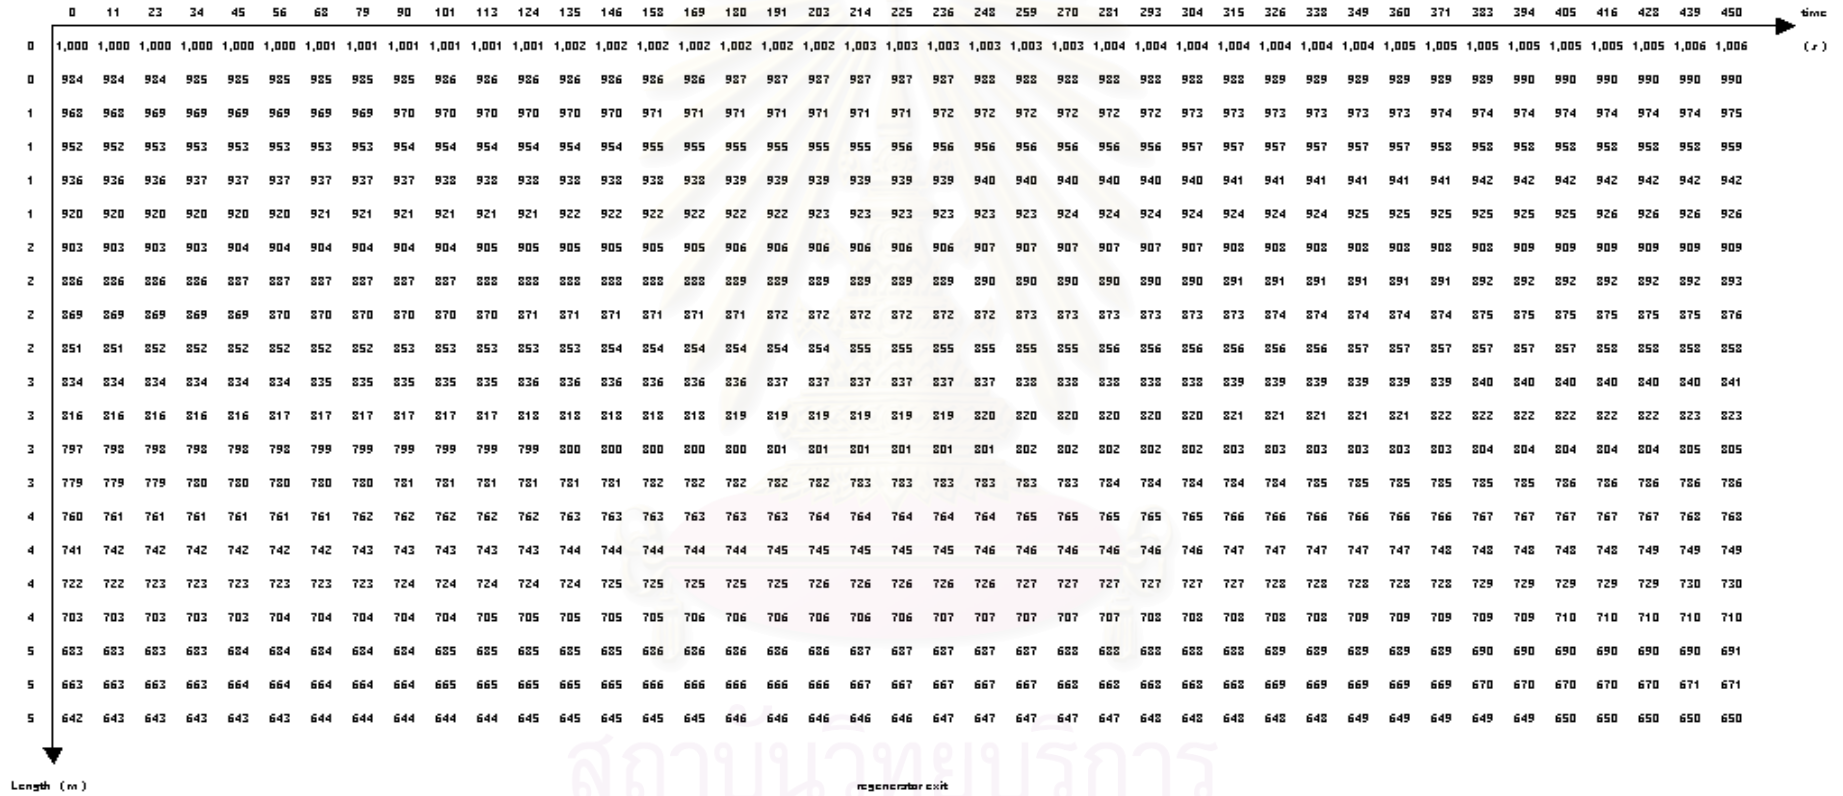 0 11 23 34 45 56 68 79 90 101 113 124 135 146 158 169 180 191 203 214 225 236 248 259 270 281 293 304 315 326 338 349 360 371 383 394 405 416 428 439 450 time
0 1,000 1,000 1,000 1,000 1,000 1,000 1,001 1,001 1,001 1,001 1,001 1,001 1,002 1,002 1,002 1,002 1,002 1,002 1,002 1,003 1,003 1,003 1,003 1,003 1,003 1,004 1,004 1,004 1,004 1,004 1,004 1,005 1,005 1,005 1,005 1,005 1,005 1,005 1,005 1,006 1,006 (s)
0 984 984 984 985 985 985 985 985 985 986 986 986 986 986 986 986 987 987 987 987 987 987 988 988 988 988 988 988 988 989 989 989 989 989 989 990 990 990 990 990 990
1 968 968 969 969 969 969 969 969 970 970 970 970 970 970 971 971 971 971 971 971 971 972 972 972 972 972 972 973 973 973 973 973 973 974 974 974 974 974 974 974 975
1 952 952 953 953 953 953 953 953 954 954 954 954 954 954 955 955 955 955 955 955 956 956 956 956 956 956 956 957 957 957 957 957 957 958 958 958 958 958 958 958 959
1 936 936 936 937 937 937 937 937 937 938 938 938 938 938 938 938 939 939 939 939 939 939 940 940 940 940 940 940 941 941 941 941 941 941 942 942 942 942 942 942 942
1 920 920 920 920 920 920 921 921 921 921 921 921 922 922 922 922 922 922 923 923 923 923 923 923 924 924 924 924 924 924 924 925 925 925 925 925 925 926 926 926 926
2 903 903 903 903 904 904 904 904 904 904 905 905 905 905 905 905 906 906 906 906 906 906 907 907 907 907 907 907 908 908 908 908 908 908 908 909 909 909 909 909 909
2 886 886 886 886 887 887 887 887 887 887 888 888 888 888 888 888 889 889 889 889 889 889 890 890 890 890 890 890 891 891 891 891 891 891 892 892 892 892 892 892 893
2 869 869 869 869 869 870 870 870 870 870 870 871 871 871 871 871 871 872 872 872 872 872 872 873 873 873 873 873 873 874 874 874 874 874 875 875 875 875 875 875 876
2 851 851 852 852 852 852 852 852 853 853 853 853 853 854 854 854 854 854 854 855 855 855 855 855 855 856 856 856 856 856 856 857 857 857 857 857 857 858 858 858 858
3 834 834 834 834 834 834 835 835 835 835 835 836 836 836 836 836 836 837 837 837 837 837 837 838 838 838 838 838 839 839 839 839 839 839 840 840 840 840 840 840 841
3 816 816 816 816 816 817 817 817 817 817 817 818 818 818 818 818 819 819 819 819 819 819 820 820 820 820 820 820 821 821 821 821 821 822 822 822 822 822 822 823 823
3 797 798 798 798 798 798 799 799 799 799 799 799 800 800 800 800 800 801 801 801 801 801 801 802 802 802 802 802 803 803 803 803 803 803 804 804 804 804 804 805 805
3 779 779 779 780 780 780 780 780 781 781 781 781 781 781 782 782 782 782 782 783 783 783 783 783 783 784 784 784 784 784 785 785 785 785 785 785 786 786 786 786 786
4 760 761 761 761 761 761 761 762 762 762 762 762 763 763 763 763 763 763 764 764 764 764 764 765 765 765 765 765 766 766 766 766 766 766 767 767 767 767 767 768 768
4 741 742 742 742 742 742 742 743 743 743 743 743 744 744 744 744 744 745 745 745 745 745 746 746 746 746 746 746 747 747 747 747 747 748 748 748 748 748 749 749 749
4 722 722 723 723 723 723 723 723 724 724 724 724 724 725 725 725 725 725 726 726 726 726 726 727 727 727 727 727 727 728 728 728 728 728 729 729 729 729 729 730 730
4 703 703 703 703 703 704 704 704 704 704 705 705 705 705 705 706 706 706 706 706 706 707 707 707 707 707 708 708 708 708 708 709 709 709 709 709 710 710 710 710 710
5 683 683 683 683 684 684 684 684 684 685 685 685 685 685 686 686 686 686 686 687 687 687 687 687 688 688 688 688 688 689 689 689 689 689 690 690 690 690 690 690 691
5 663 663 663 663 664 664 664 664 664 665 665 665 665 665 666 666 666 666 666 667 667 667 667 667 668 668 668 668 668 669 669 669 669 669 670 670 670 670 670 671 671
5 642 643 643 643 643 643 644 644 644 644 644 645 645 645 645 645 646 646 646 646 646 647 647 647 647 647 648 648 648 648 648 649 649 649 649 649 650 650 650 650 650
สถาบันวิทยบริการ
Length (m) regenerator exit